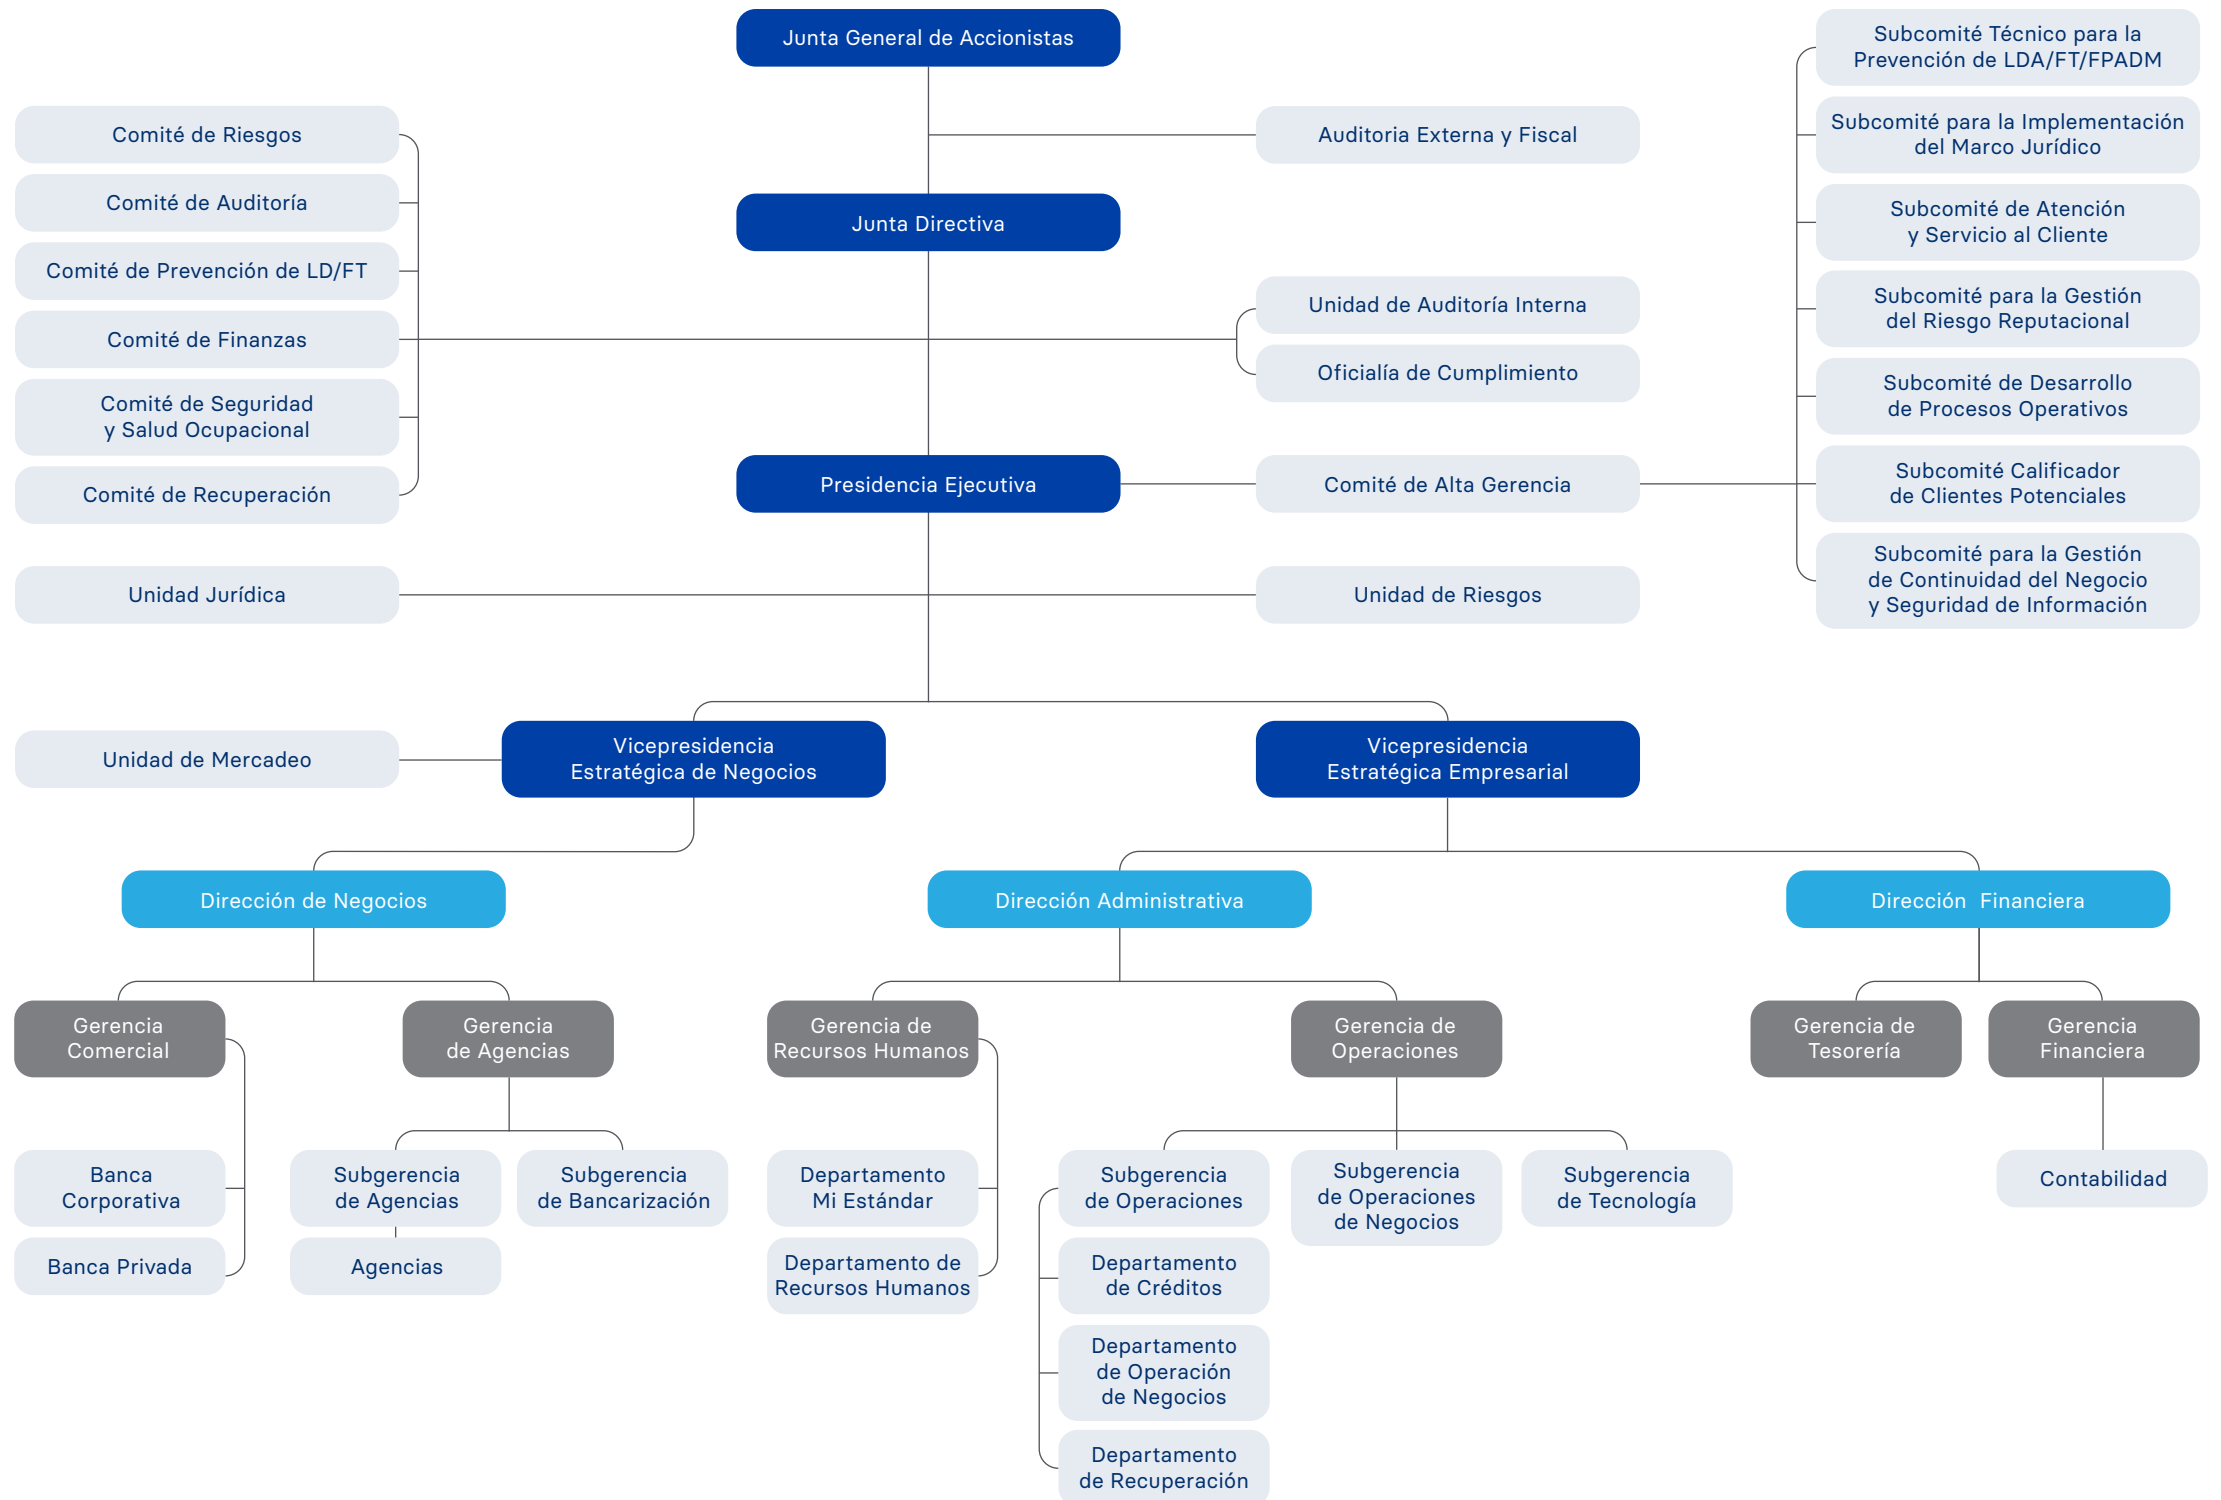 Junta General de Accionistas
Auditoria Externa y Fiscal
Junta Directiva
Comité de Riesgos
Comité de Auditoría
Comité de Prevención de LD/FT
Comité de Finanzas
Comité de Seguridad
y Salud Ocupacional
Comité de Recuperación
Unidad de Auditoría Interna
Oficialía de Cumplimiento
Presidencia Ejecutiva
Comité de Alta Gerencia
Subcomité Técnico para la
Prevención de LDA/FT/FPADM
Subcomité para la Implementación
del Marco Jurídico
Subcomité de Atención
y Servicio al Cliente
Subcomité para la Gestión
del Riesgo Reputacional
Subcomité de Desarrollo
de Procesos Operativos
Subcomité Calificador
de Clientes Potenciales
Subcomité para la Gestión
de Continuidad del Negocio
y Seguridad de Información
Unidad Jurídica
Unidad de Riesgos
Unidad de Mercadeo
Vicepresidencia
Estratégica de Negocios
Vicepresidencia
Estratégica Empresarial
Dirección de Negocios
Dirección Administrativa
Dirección Financiera
Gerencia
Comercial
Gerencia
de Agencias
Gerencia de
Recursos Humanos
Gerencia de
Operaciones
Gerencia de
Tesorería
Gerencia
Financiera
Banca
Corporativa
Banca Privada
Subgerencia
de Agencias
Agencias
Subgerencia
de Bancarización
Departamento
Mi Estándar
Departamento de
Recursos Humanos
Subgerencia
de Operaciones
Departamento
de Créditos
Departamento
de Operación
de Negocios
Departamento
de Recuperación
Subgerencia
de Operaciones
de Negocios
Subgerencia
de Tecnología
Contabilidad